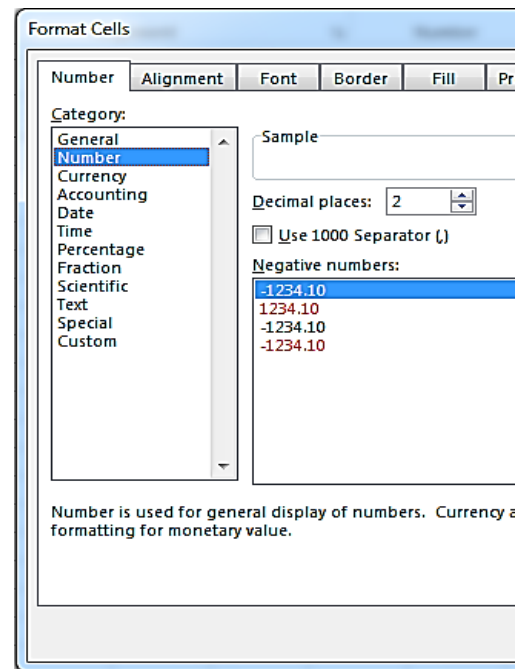 Format Cells
Number Alignment Font Border Fill Pr
Category:
General
Number
Currency
Accounting
Date
Time
Percentage
Fraction
Scientific
Text
Special
Custom
Sample
Decimal places: 2
Use 1000 Separator (,)
Negative numbers:
-1234.10
1234.10
-1234.10
-1234.10
Number is used for general display of numbers. Currency a
formatting for monetary value.